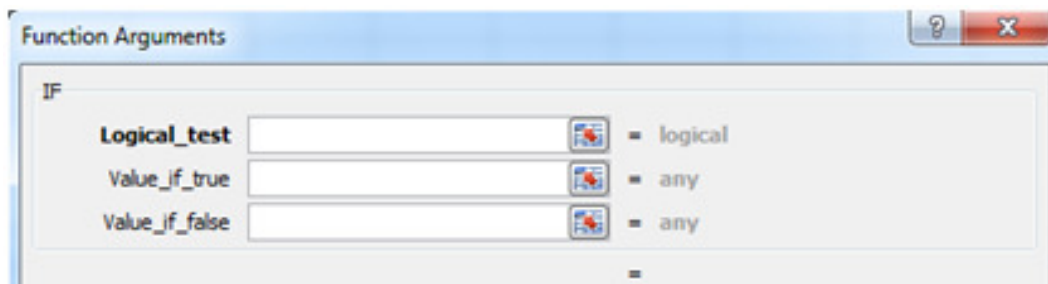 Function Arguments ?
IF
Logical_test = logical
Value_if_true = any
Value_if_false = any
=